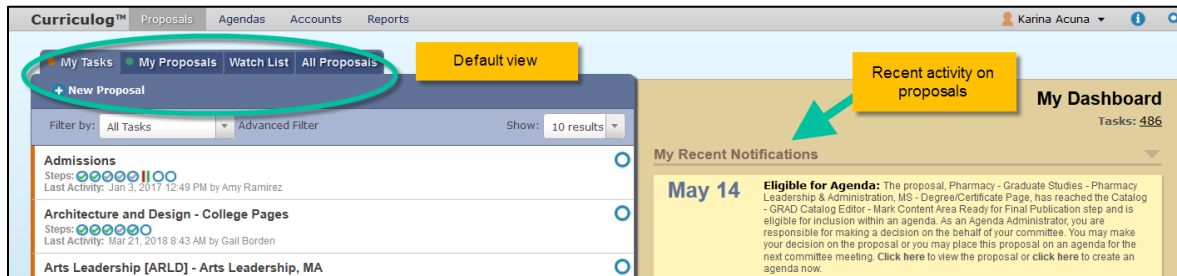 Curriculog™ Proposals Agendas Accounts Reports Karina Acuna
My Tasks My Proposals Watch List All Proposals
Default view
New Proposal
Filter by: All Tasks Advanced Filter Show: 10 results
Admissions
Steps:
Last Activity: Jan 3, 2017 12:49 PM by Amy Ramirez
Architecture and Design - College Pages
Steps:
Last Activity: Mar 21, 2018 8:43 AM by Gail Borden
Arts Leadership [ARLD] - Arts Leadership, MA
Recent activity on
proposals
My Dashboard
Tasks: 486
My Recent Notifications
May 14
Eligible for Agenda: The proposal, Pharmacy - Graduate Studies - Pharmacy
Leadership & Administration, MS - Degree/Certificate Page, has reached the Catalog
- GRAD Catalog Editor - Mark Content Area Ready for Final Publication step and is
eligible for inclusion within an agenda. As an Agenda Administrator, you are
responsible for making a decision on the behalf of your committee. You may make
your decision on the proposal or you may place this proposal on an agenda for the
next committee meeting. Click here to view the proposal or click here to create an
agenda now.